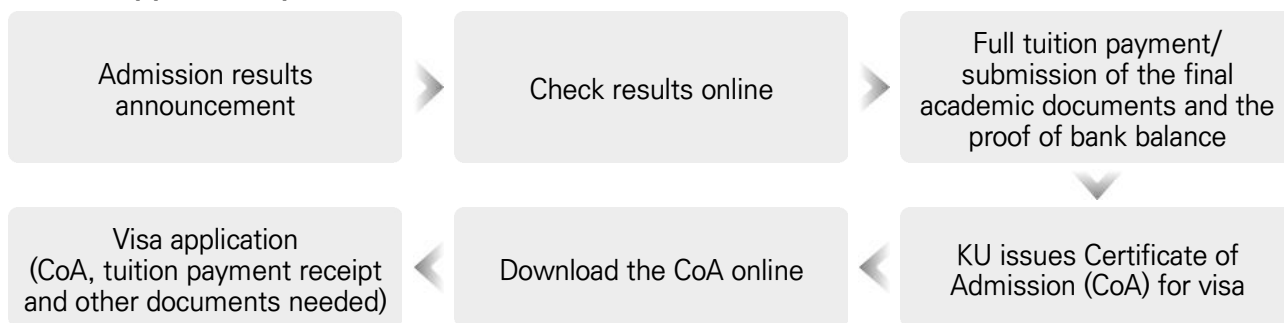 Admission results
announcement
Check results online
Full tuition payment/
submission of the final
academic documents and the
proof of bank balance
KU issues Certificate of
Admission (CoA) for visa
Download the CoA online
Visa application
(CoA, tuition payment receipt
and other documents needed)